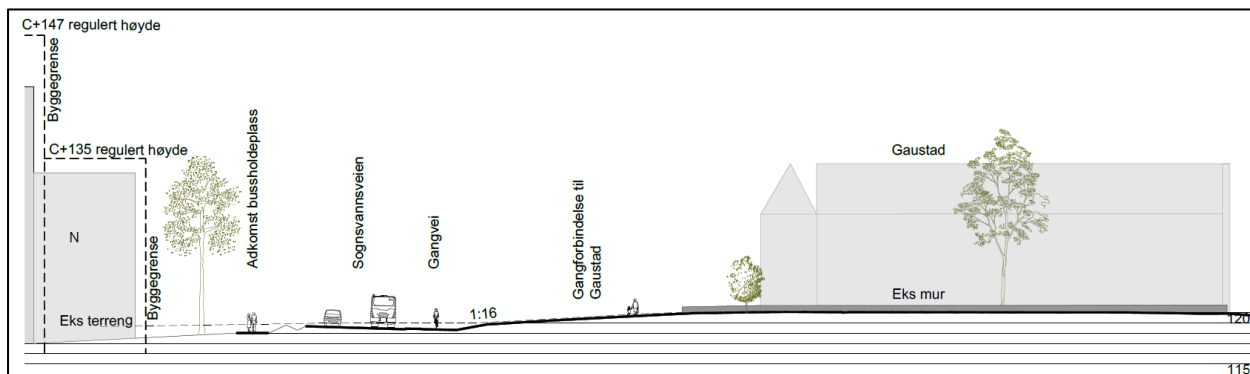 C+147 regulert høyde
Byggegrense
C+135 regulert høyde
N
Eks terreng
Byggegrense
Adkomst bussholdeplass
Sognsvannsveien
Gangvei
1:16
Gangforbindelse til
Gaustad
Gaustad
Eks mur
120
115